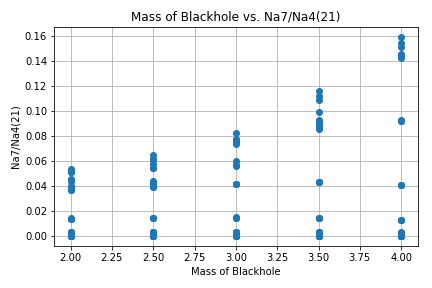 Mass of Blackhole vs. Na7/Na4(21)
Na7/Na4(21)
0.16
0.14
0.12
0.10
0.08
0.06
0.04
0.02
0.00
2.00 2.25 2.50 2.75 3.00 3.25 3.50 3.75 4.00
Mass of Blackhole